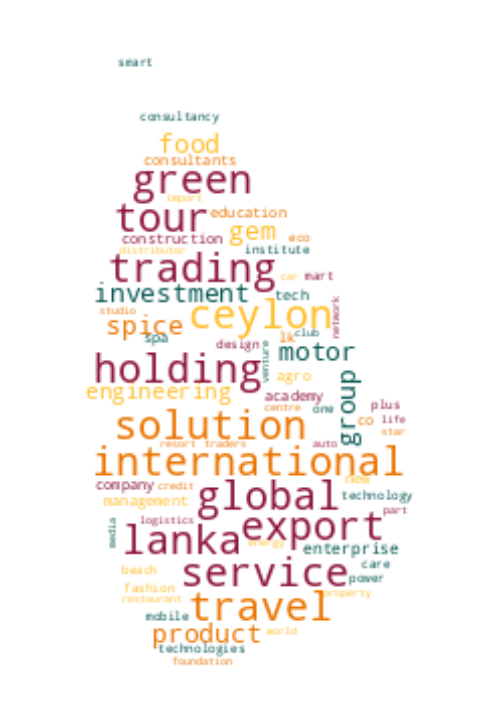 smart
consultancy
food
consultants
green
import
tour
education
gem
construction
eco
distributor
institute
trading
car
mart
investment
tech
studio
ceylon
network
spice
spa
club
lk
design
venture
motor
holding
agro
engineering
academy
group
centre
one
plus
solution
co
life
star
resort
traders
auto
international
company
credit
new
management
global
technology
part
logistics
media
lanka
export
energy
enterprise
beach
service
care
power
fashion
property
restaurant
travel
mobile
product
world
technologies
foundation